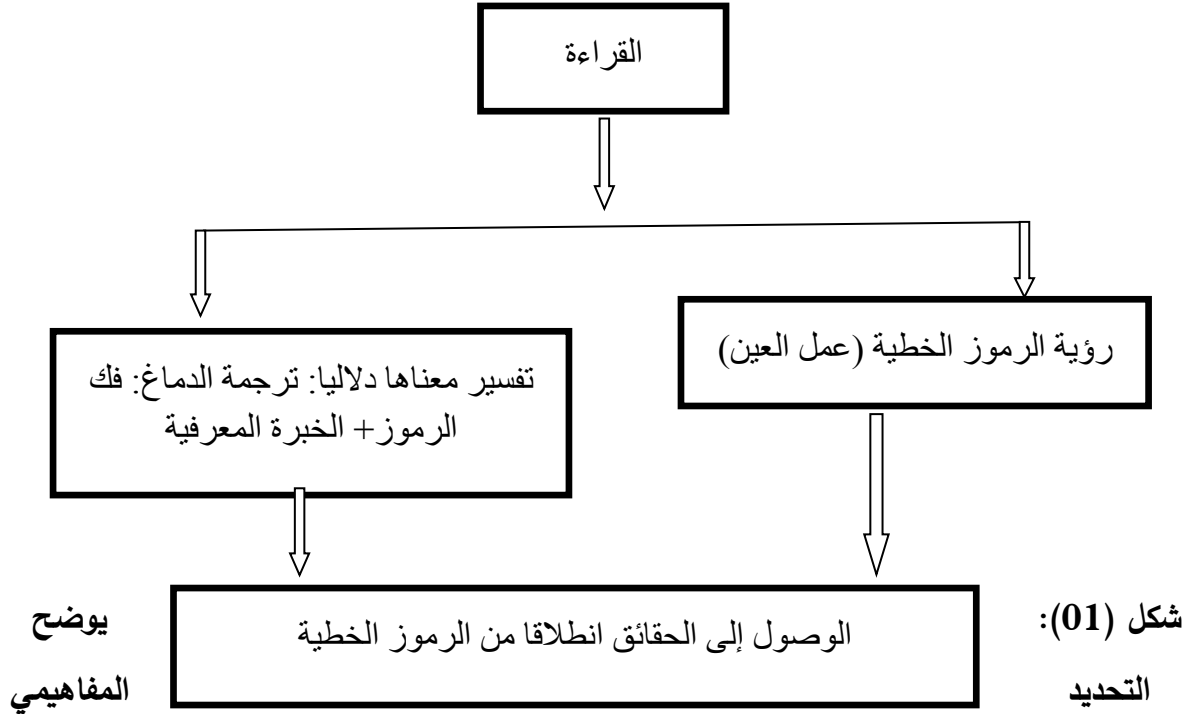 القراءة
رؤية الرموز الخطية (عمل العين)
تفسير معناها دلاليا: ترجمة الدماغ: فك
الرموز+ الخبرة المعرفية
الوصول إلى الحقائق انطلاقا من الرموز الخطية
شكل (01): يوضح
التحديد المفاهيمي